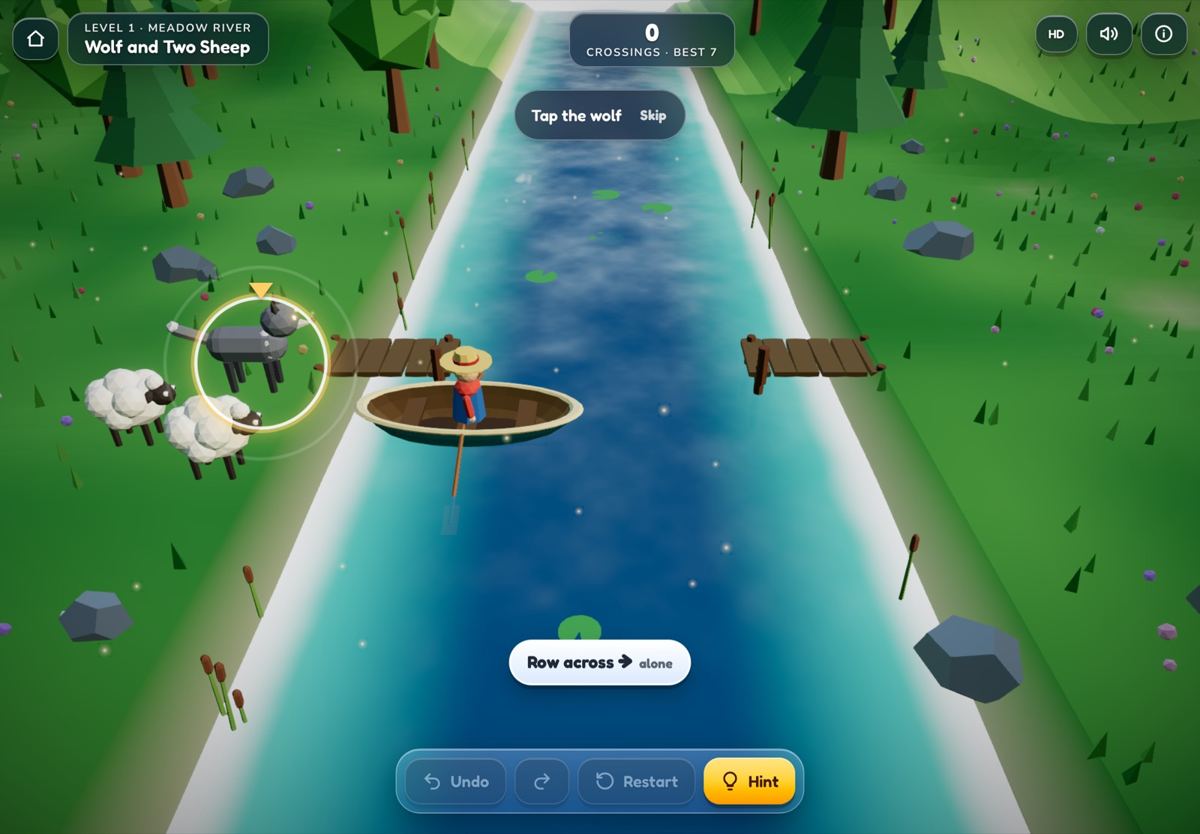 LEVEL 1 · MEADOW RIVER
Wolf and Two Sheep
0
CROSSINGS · BEST 7
HD
Tap the wolf Skip
Row across → alone
Undo
Restart
Hint